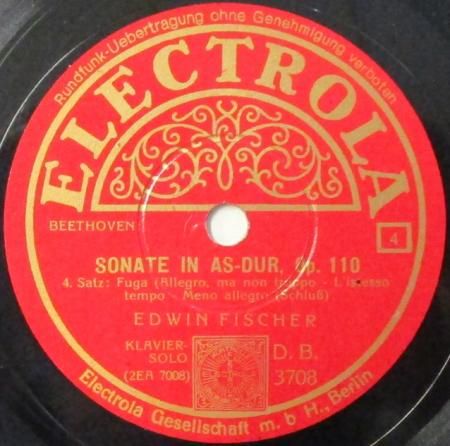 Rundfunk-Uebertragung ohne Genehmigung verboten
ELECTROLA
BEETHOVEN
4
SONATE IN AS-DUR, Op. 110
4. Satz: Fuga (Allegro, ma non troppo - L'istesso
tempo - Meno allegro (Schluß)
EDWIN FISCHER
KLAVIER-
SOLO
(2EA 7008)
D. B.
3708
Electrola Gesellschaft m. b H., Berlin